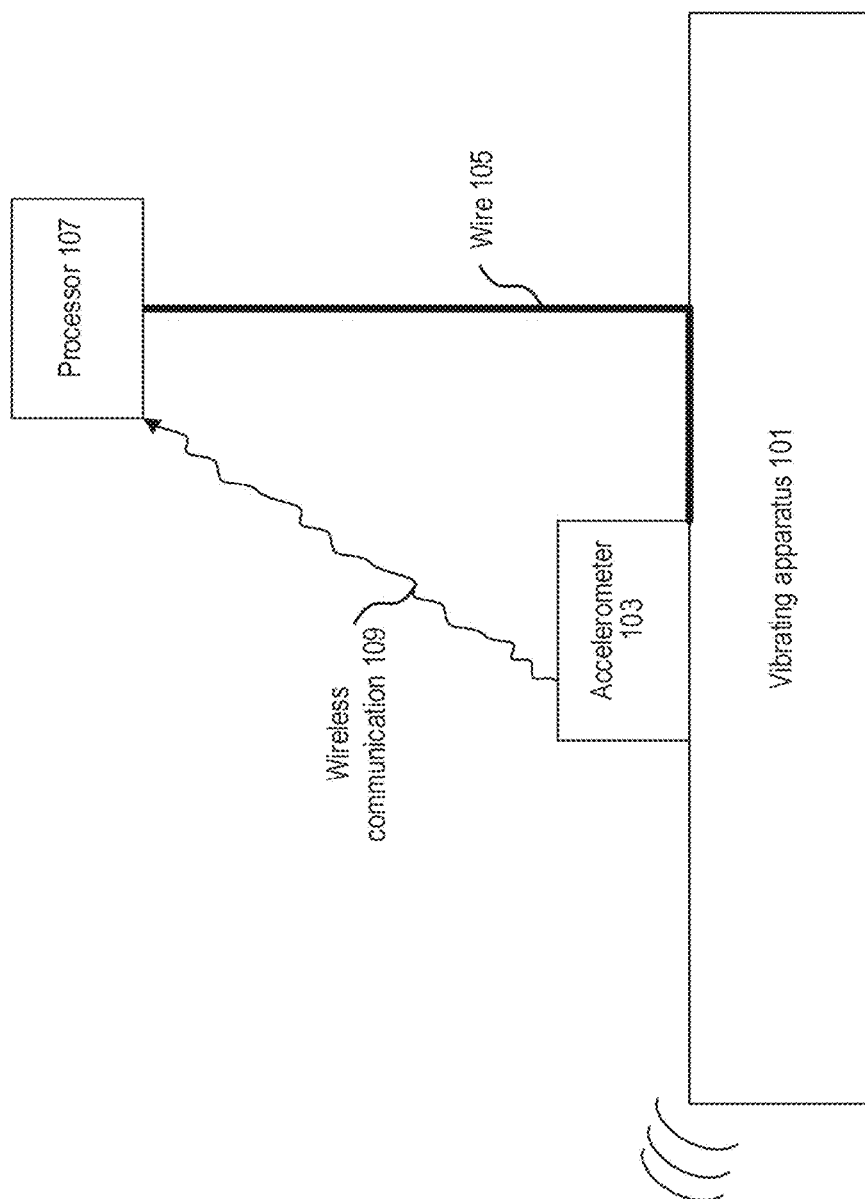 Processor 107
Wire 105
Wireless
communication 109
Accelerometer
103
Vibrating apparatus 101